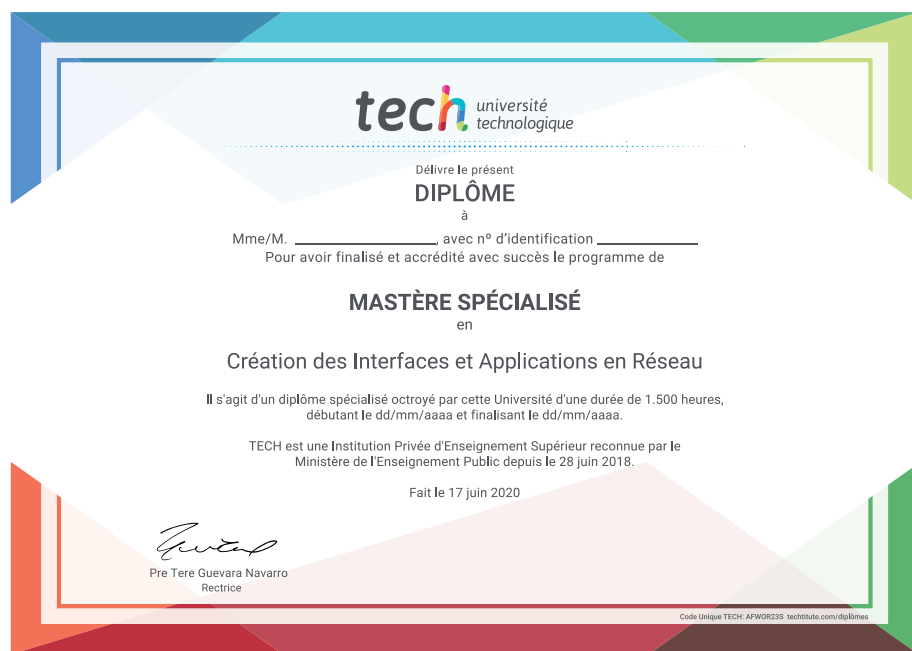 tech université
technologique
Délivre le présent
DIPLÔME
à
Mme/M. ____________________, avec nº d'identification ______________
Pour avoir finalisé et accrédité avec succès le programme de
MASTÈRE SPÉCIALISÉ
en
Création des Interfaces et Applications en Réseau
Il s'agit d'un diplôme spécialisé octroyé par cette Université d'une durée de 1.500 heures,
débutant le dd/mm/aaaa et finalisant le dd/mm/aaaa.
TECH est une Institution Privée d'Enseignement Supérieur reconnue par le
Ministère de l'Enseignement Public depuis le 28 juin 2018.
Fait le 17 juin 2020
Pre Tere Guevara Navarro
Rectrice
Code Unique TECH: AFWOR23S techtitute.com/diplômes